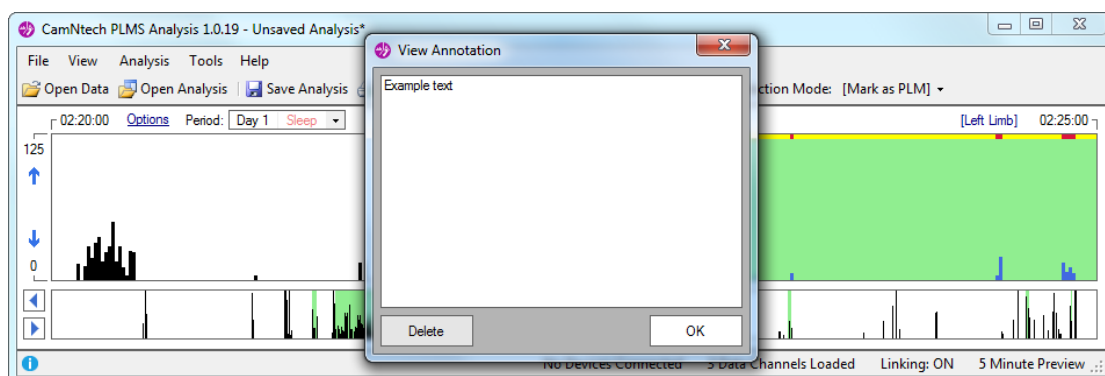 CamNtech PLMS Analysis 1.0.19 - Unsaved Analysis*
View Annotation
File View Analysis Tools Help
Open Data Open Analysis Save Analysis
Mode: [Mark as PLM]
Example text
02:20:00 Options Period: Day 1 Sleep
[Left Limb] 02:25:00
125
0
Delete OK
No Devices Connected 3 Data Channels Loaded Linking: ON 5 Minute Preview